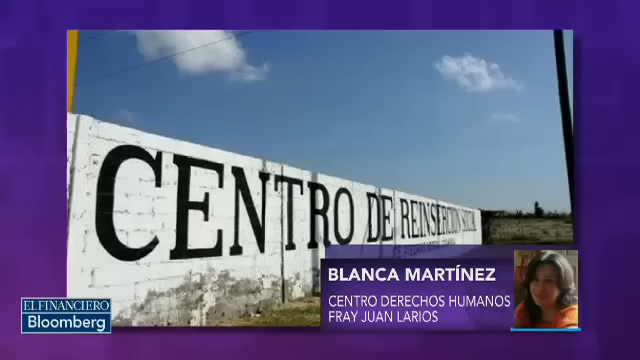 CENTRO DE REINSERCIÓN SOCIAL
BLANCA MARTÍNEZ
CENTRO DERECHOS HUMANOS
FRAY JUAN LARIOS
EL FINANCIERO
Bloomberg